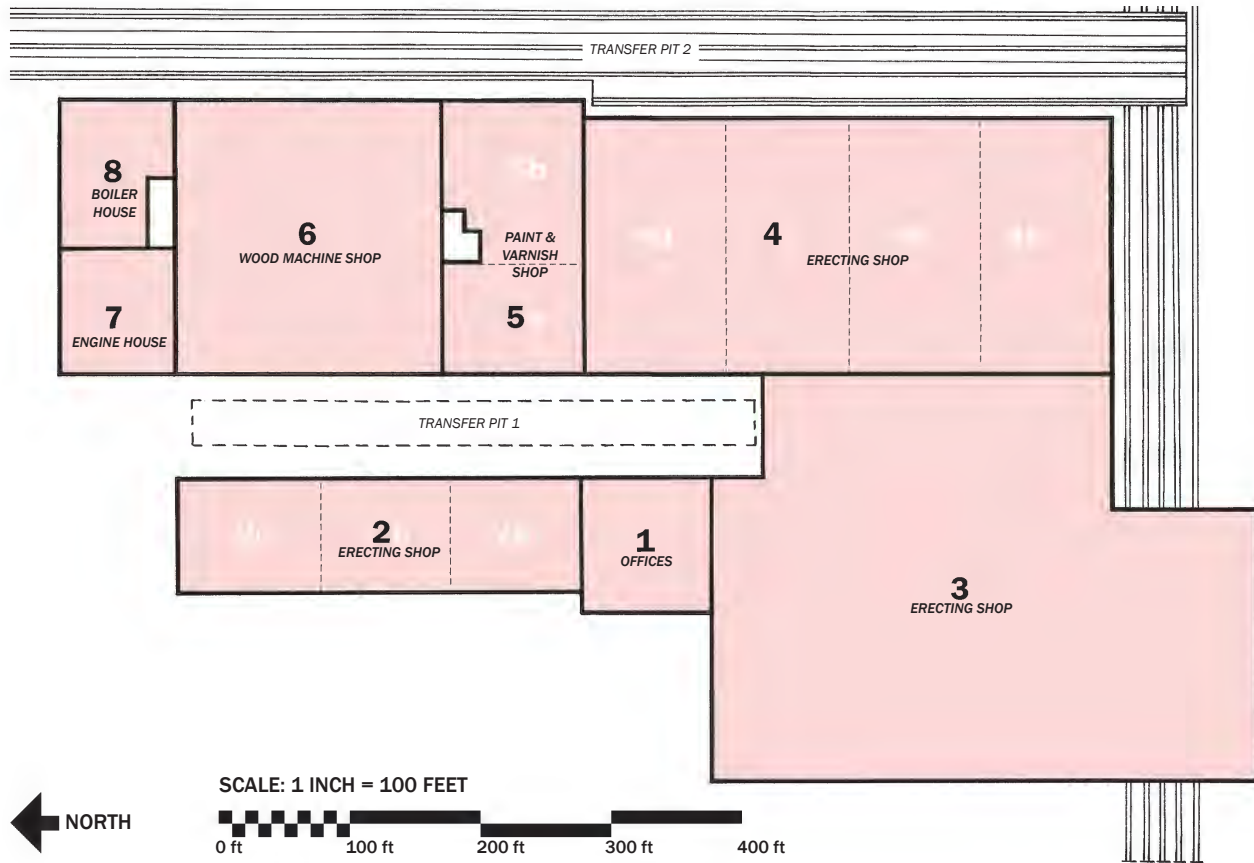 TRANSFER PIT 2
8
BOILER
HOUSE
6
WOOD MACHINE SHOP
PAINT &
VARNISH
SHOP
5
4
ERECTING SHOP
7
ENGINE HOUSE
TRANSFER PIT 1
2
ERECTING SHOP
1
OFFICES
3
ERECTING SHOP
SCALE: 1 INCH = 100 FEET
NORTH
0 ft
100 ft
200 ft
300 ft
400 ft